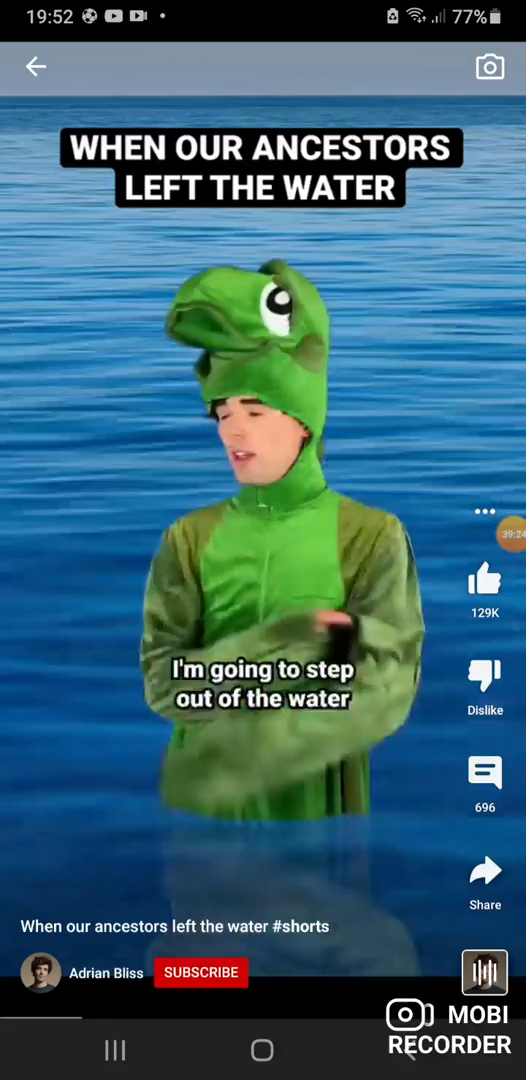 19:52
77%
WHEN OUR ANCESTORS
LEFT THE WATER
39:24
129K
I'm going to step
out of the water
Dislike
696
Share
When our ancestors left the water #shorts
Adrian Bliss SUBSCRIBE
MOBI
RECORDER